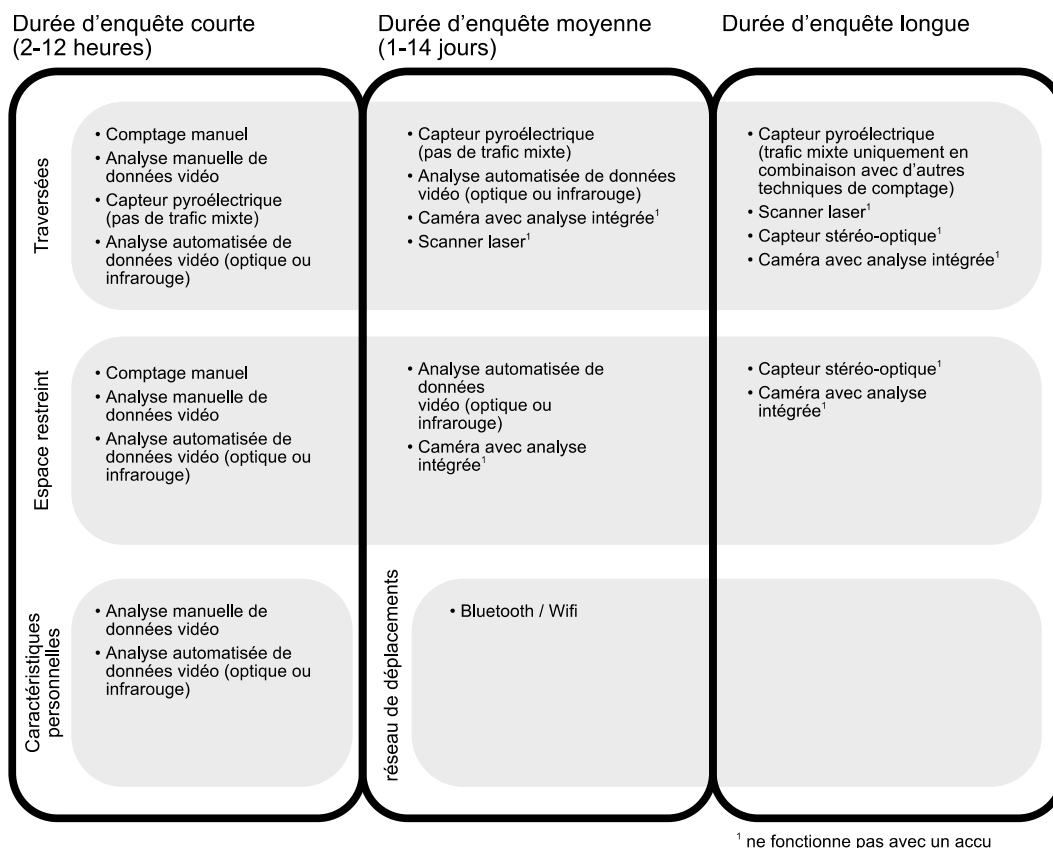 Durée d'enquête courte
(2-12 heures)
Durée d'enquête moyenne
(1-14 jours)
Durée d'enquête longue
Traversées
• Comptage manuel
• Analyse manuelle de
données vidéo
• Capteur pyroélectrique
(pas de trafic mixte)
• Analyse automatisée de
données vidéo (optique ou
infrarouge)
• Capteur pyroélectrique
(pas de trafic mixte)
• Analyse automatisée de données
vidéo (optique ou infrarouge)
• Caméra avec analyse intégrée¹
• Scanner laser¹
• Capteur pyroélectrique
(trafic mixte uniquement en
combinaison avec d'autres
techniques de comptage)
• Scanner laser¹
• Capteur stéréo-optique¹
• Caméra avec analyse intégrée¹
Espace restreint
• Comptage manuel
• Analyse manuelle de
données vidéo
• Analyse automatisée de
données vidéo (optique ou
infrarouge)
• Analyse automatisée de
données
vidéo (optique ou
infrarouge)
• Caméra avec analyse
intégrée¹
• Capteur stéréo-optique¹
• Caméra avec analyse
intégrée¹
Caractéristiques
personnelles
• Analyse manuelle de
données vidéo
• Analyse automatisée de
données vidéo (optique ou
infrarouge)
réseau de déplacements
• Bluetooth / Wifi
¹ ne fonctionne pas avec un accu